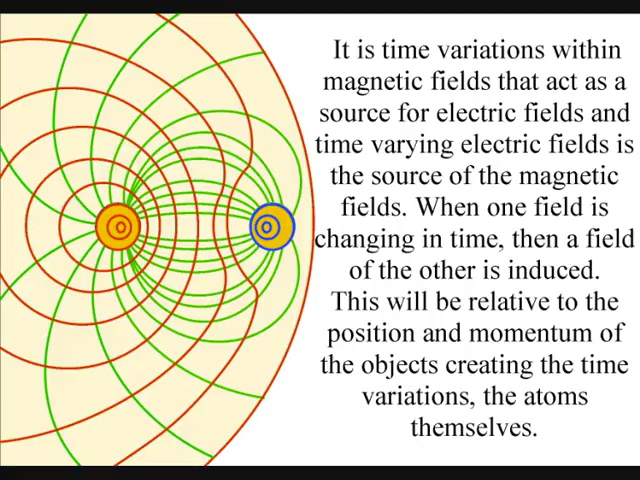 It is time variations within
magnetic fields that act as a
source for electric fields and
time varying electric fields is
the source of the magnetic
fields. When one field is
changing in time, then a field
of the other is induced.
This will be relative to the
position and momentum of
the objects creating the time
variations, the atoms
themselves.